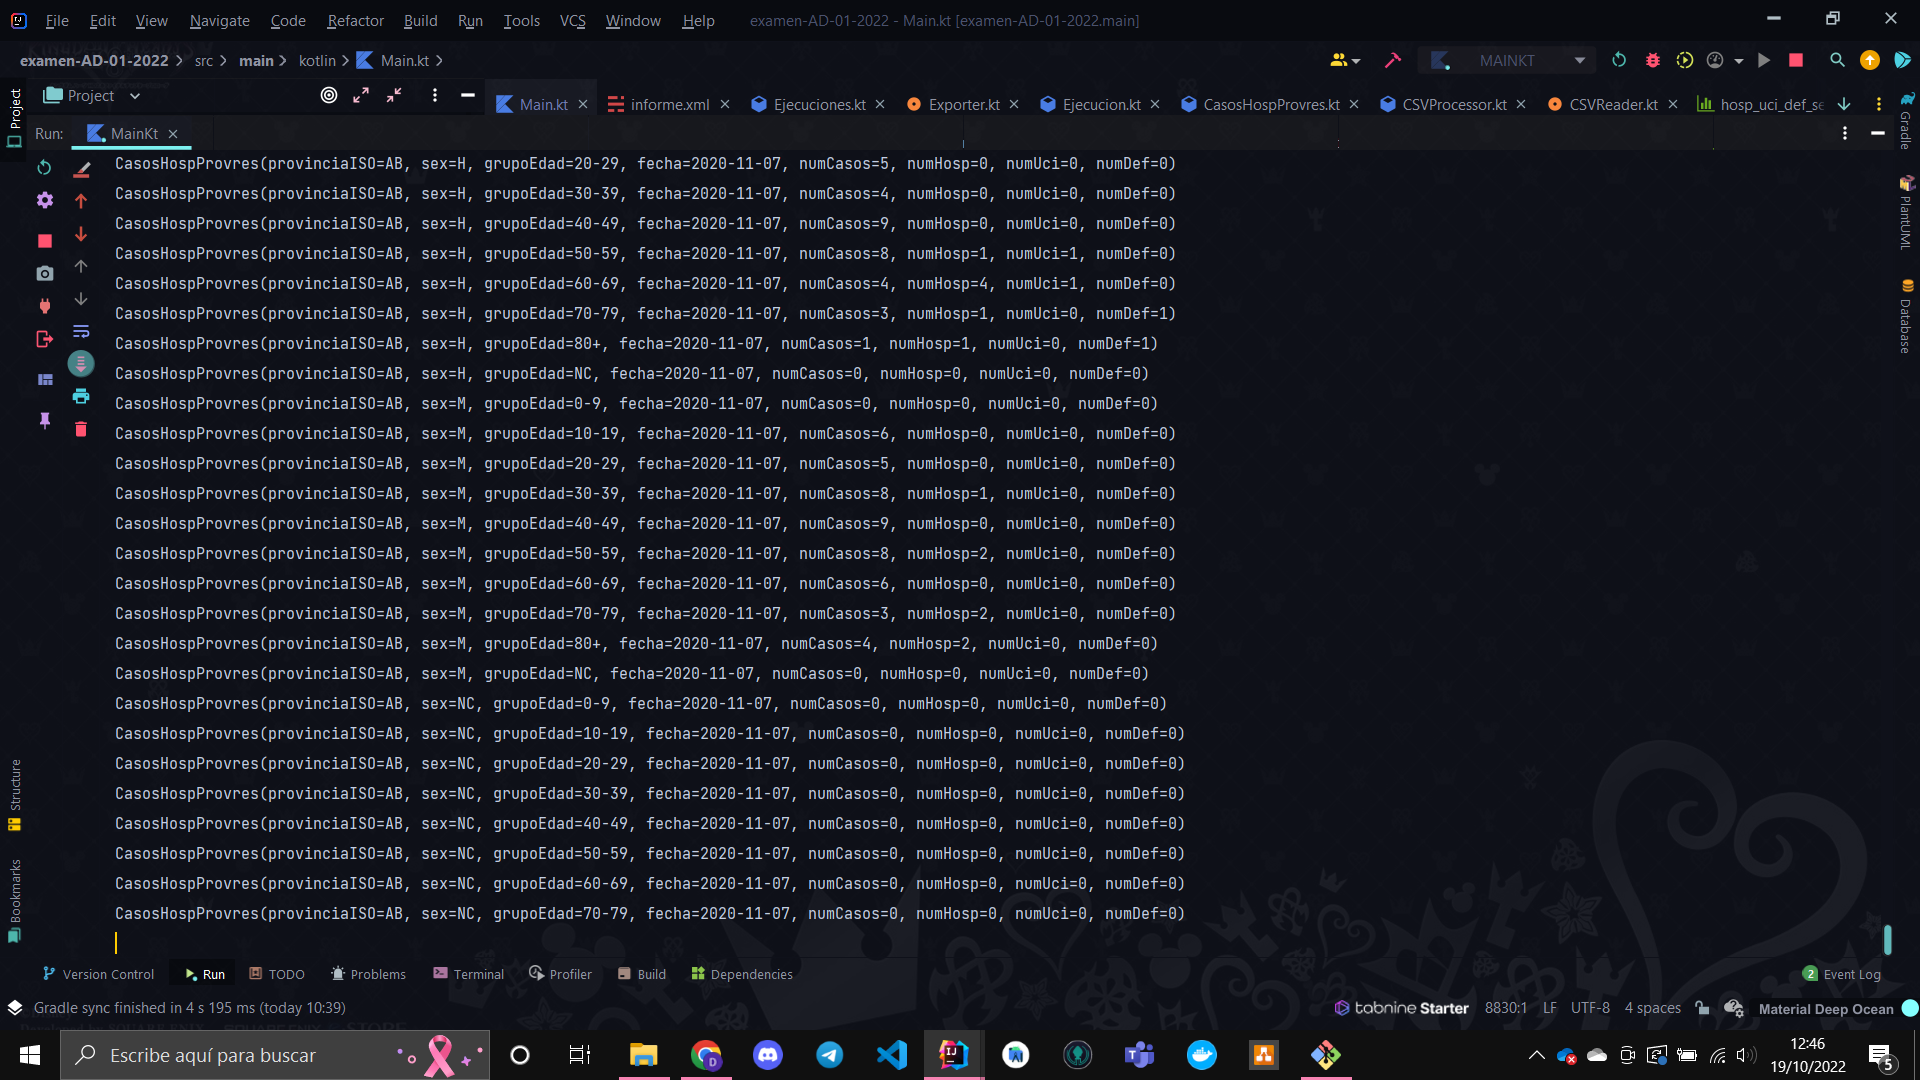 File Edit View Navigate Code Refactor Build Run Tools VCS Window Help examen-AD-01-2022 - Main.kt [examen-AD-01-2022.main]
examen-AD-01-2022 src main kotlin Main.kt MAINKT
Project Main.kt informe.xml Ejecuciones.kt Exporter.kt Ejecucion.kt CasosHospProvres.kt CSVProcessor.kt CSVReader.kt hosp_uci_def_se
Run: MainKt
CasosHospProvres(provinciaISO=AB, sex=H, grupoEdad=20-29, fecha=2020-11-07, numCasos=5, numHosp=0, numUci=0, numDef=0)
CasosHospProvres(provinciaISO=AB, sex=H, grupoEdad=30-39, fecha=2020-11-07, numCasos=4, numHosp=0, numUci=0, numDef=0)
CasosHospProvres(provinciaISO=AB, sex=H, grupoEdad=40-49, fecha=2020-11-07, numCasos=9, numHosp=0, numUci=0, numDef=0)
CasosHospProvres(provinciaISO=AB, sex=H, grupoEdad=50-59, fecha=2020-11-07, numCasos=8, numHosp=1, numUci=1, numDef=0)
CasosHospProvres(provinciaISO=AB, sex=H, grupoEdad=60-69, fecha=2020-11-07, numCasos=4, numHosp=4, numUci=1, numDef=0)
CasosHospProvres(provinciaISO=AB, sex=H, grupoEdad=70-79, fecha=2020-11-07, numCasos=3, numHosp=1, numUci=0, numDef=1)
CasosHospProvres(provinciaISO=AB, sex=H, grupoEdad=80+, fecha=2020-11-07, numCasos=1, numHosp=1, numUci=0, numDef=1)
CasosHospProvres(provinciaISO=AB, sex=H, grupoEdad=NC, fecha=2020-11-07, numCasos=0, numHosp=0, numUci=0, numDef=0)
CasosHospProvres(provinciaISO=AB, sex=M, grupoEdad=0-9, fecha=2020-11-07, numCasos=0, numHosp=0, numUci=0, numDef=0)
CasosHospProvres(provinciaISO=AB, sex=M, grupoEdad=10-19, fecha=2020-11-07, numCasos=6, numHosp=0, numUci=0, numDef=0)
CasosHospProvres(provinciaISO=AB, sex=M, grupoEdad=20-29, fecha=2020-11-07, numCasos=5, numHosp=0, numUci=0, numDef=0)
CasosHospProvres(provinciaISO=AB, sex=M, grupoEdad=30-39, fecha=2020-11-07, numCasos=8, numHosp=1, numUci=0, numDef=0)
CasosHospProvres(provinciaISO=AB, sex=M, grupoEdad=40-49, fecha=2020-11-07, numCasos=9, numHosp=0, numUci=0, numDef=0)
CasosHospProvres(provinciaISO=AB, sex=M, grupoEdad=50-59, fecha=2020-11-07, numCasos=8, numHosp=2, numUci=0, numDef=0)
CasosHospProvres(provinciaISO=AB, sex=M, grupoEdad=60-69, fecha=2020-11-07, numCasos=6, numHosp=0, numUci=0, numDef=0)
CasosHospProvres(provinciaISO=AB, sex=M, grupoEdad=70-79, fecha=2020-11-07, numCasos=3, numHosp=2, numUci=0, numDef=0)
CasosHospProvres(provinciaISO=AB, sex=M, grupoEdad=80+, fecha=2020-11-07, numCasos=4, numHosp=2, numUci=0, numDef=0)
CasosHospProvres(provinciaISO=AB, sex=M, grupoEdad=NC, fecha=2020-11-07, numCasos=0, numHosp=0, numUci=0, numDef=0)
CasosHospProvres(provinciaISO=AB, sex=NC, grupoEdad=0-9, fecha=2020-11-07, numCasos=0, numHosp=0, numUci=0, numDef=0)
CasosHospProvres(provinciaISO=AB, sex=NC, grupoEdad=10-19, fecha=2020-11-07, numCasos=0, numHosp=0, numUci=0, numDef=0)
CasosHospProvres(provinciaISO=AB, sex=NC, grupoEdad=20-29, fecha=2020-11-07, numCasos=0, numHosp=0, numUci=0, numDef=0)
CasosHospProvres(provinciaISO=AB, sex=NC, grupoEdad=30-39, fecha=2020-11-07, numCasos=0, numHosp=0, numUci=0, numDef=0)
CasosHospProvres(provinciaISO=AB, sex=NC, grupoEdad=40-49, fecha=2020-11-07, numCasos=0, numHosp=0, numUci=0, numDef=0)
CasosHospProvres(provinciaISO=AB, sex=NC, grupoEdad=50-59, fecha=2020-11-07, numCasos=0, numHosp=0, numUci=0, numDef=0)
CasosHospProvres(provinciaISO=AB, sex=NC, grupoEdad=60-69, fecha=2020-11-07, numCasos=0, numHosp=0, numUci=0, numDef=0)
CasosHospProvres(provinciaISO=AB, sex=NC, grupoEdad=70-79, fecha=2020-11-07, numCasos=0, numHosp=0, numUci=0, numDef=0)
Project
Structure
Bookmarks
Gradle
PlantUML
Database
Version Control Run TODO Problems Terminal Profiler Build Dependencies 2 Event Log
Gradle sync finished in 4 s 195 ms (today 10:39) tabnine Starter 8830:1 LF UTF-8 4 spaces Material Deep Ocean
Escribe aquí para buscar
12:46
19/10/2022
5